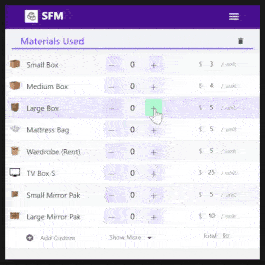 SFM
Materials Used
Small Box − 0 + $ 3 / unit
Medium Box − 0 + $ 4 / unit
Large Box − 0 + $ 5 / unit
Mattress Bag − 0 + $ 5 / unit
Wardrobe (Rent) − 0 + $ 5 / unit
TV Box S − 0 + $ 25 / unit
Small Mirror Pak − 0 + $ 5 / unit
Large Mirror Pak − 0 + $ 10 / unit
Add Custom Show More Total: $0